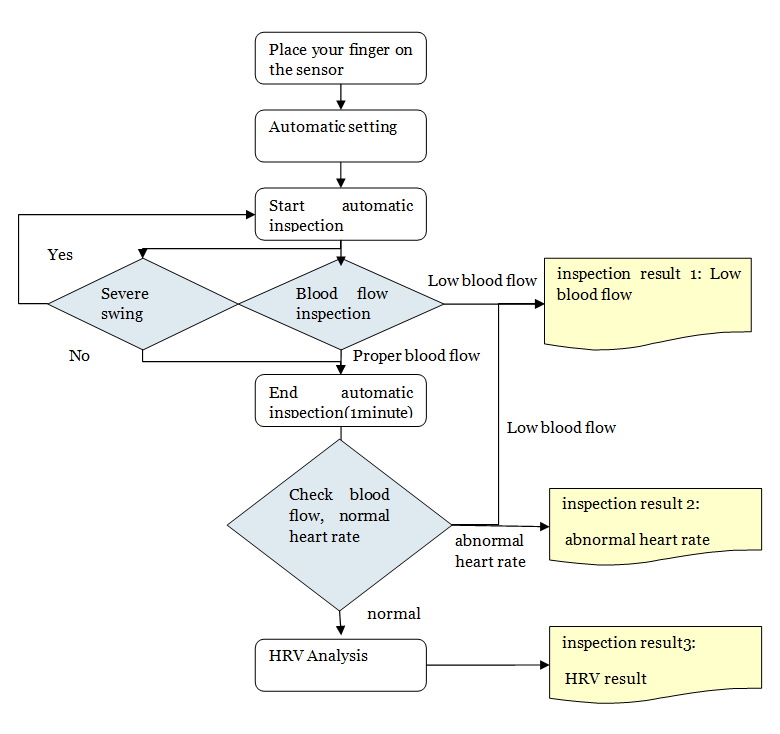 Place your finger on
the sensor
Automatic setting
Start automatic
inspection
Yes
Severe
swing
Blood flow
inspection
Low blood flow
inspection result 1: Low
blood flow
No
Proper blood flow
End automatic
inspection(1minute)
Low blood flow
Check blood
flow, normal
heart rate
abnormal
heart rate
inspection result 2:
abnormal heart rate
normal
HRV Analysis
inspection result3:
HRV result